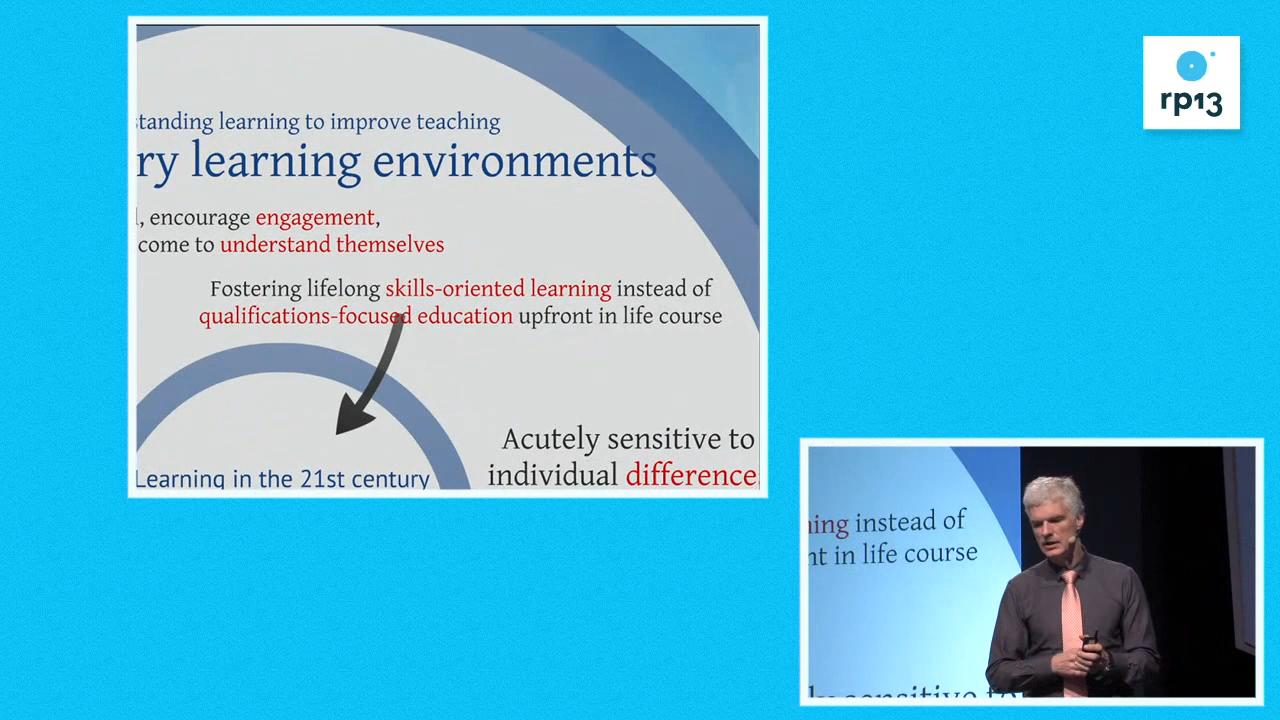 standing learning to improve teaching
ry learning environments
, encourage engagement,
come to understand themselves
Fostering lifelong skills-oriented learning instead of
qualifications-focused education upfront in life course
Acutely sensitive to
individual difference
Learning in the 21st century
rp13
ning instead of
nt in life course
sensitive to